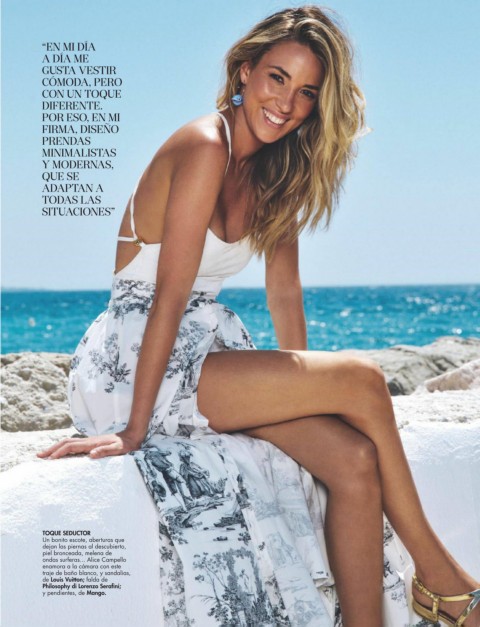 “EN MI DÍA
A DÍA ME
GUSTA VESTIR
CÓMODA, PERO
CON UN TOQUE
DIFERENTE.
POR ESO, EN MI
FIRMA, DISEÑO
PRENDAS
MINIMALISTAS
Y MODERNAS,
QUE SE
ADAPTAN A
TODAS LAS
SITUACIONES”
TOQUE SEDUCTOR
Un bonito escote, aberturas que
dejan las piernas al descubierto,
piel bronceada, melena de
ondas surferas... Alice Campello
enamora a la cámara con este
traje de baño blanco, y sandalias,
de Louis Vuitton; falda de
Philosophy di Lorenzo Serafini;
y pendientes, de Mango.